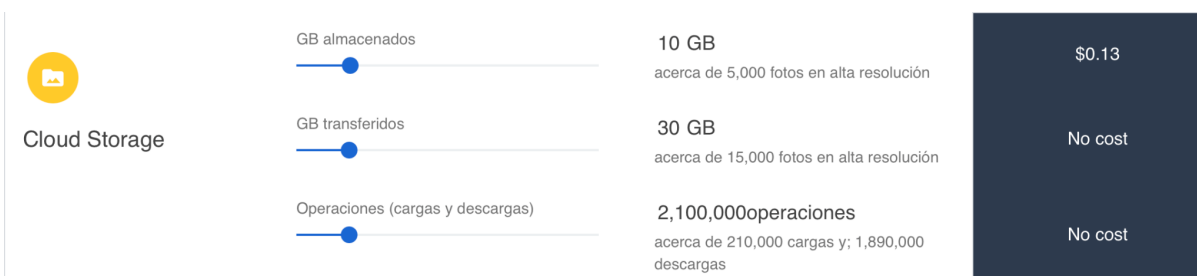 GB almacenados
10 GB
$0.13
acerca de 5,000 fotos en alta resolución
Cloud Storage
GB transferidos
30 GB
No cost
acerca de 15,000 fotos en alta resolución
Operaciones (cargas y descargas)
2,100,000operaciones
No cost
acerca de 210,000 cargas y; 1,890,000
descargas